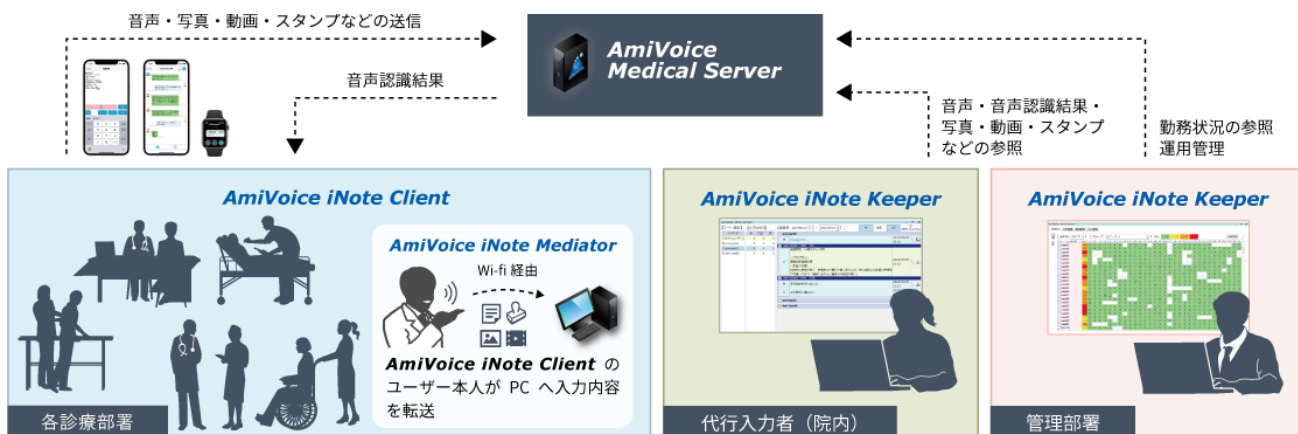 音声・写真・動画・スタンプなどの送信
AmiVoice
Medical Server
音声認識結果
音声・音声認識結果・
写真・動画・スタンプ
などの参照
勤務状況の参照
運用管理
AmiVoice iNote Client
AmiVoice iNote Mediator
Wi-fi 経由
AmiVoice iNote Client の
ユーザー本人が PC へ入力内容
を転送
各診療部署
AmiVoice iNote Keeper
代行入力者（院内）
AmiVoice iNote Keeper
管理部署